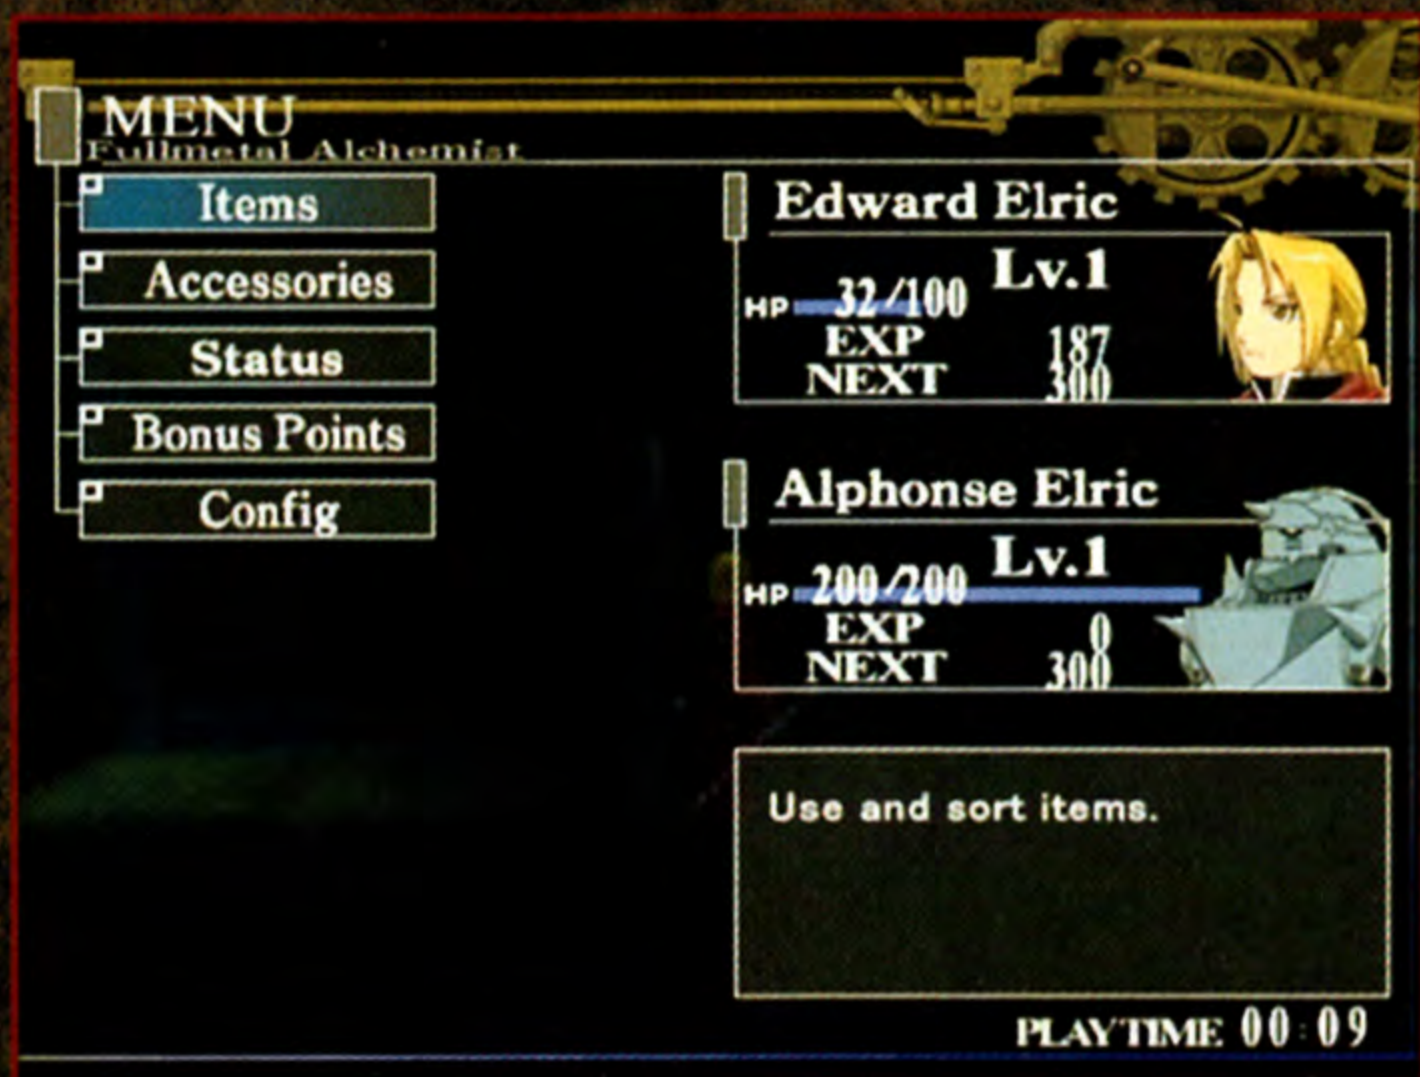 MENU
Fullmetal Alchemist
Items
Accessories
Status
Bonus Points
Config
Edward Elric
Lv.1
HP 32/100
EXP 187
NEXT 300
Alphonse Elric
Lv.1
HP 200/200
EXP 0
NEXT 300
Use and sort items.
PLAYTIME 00:09